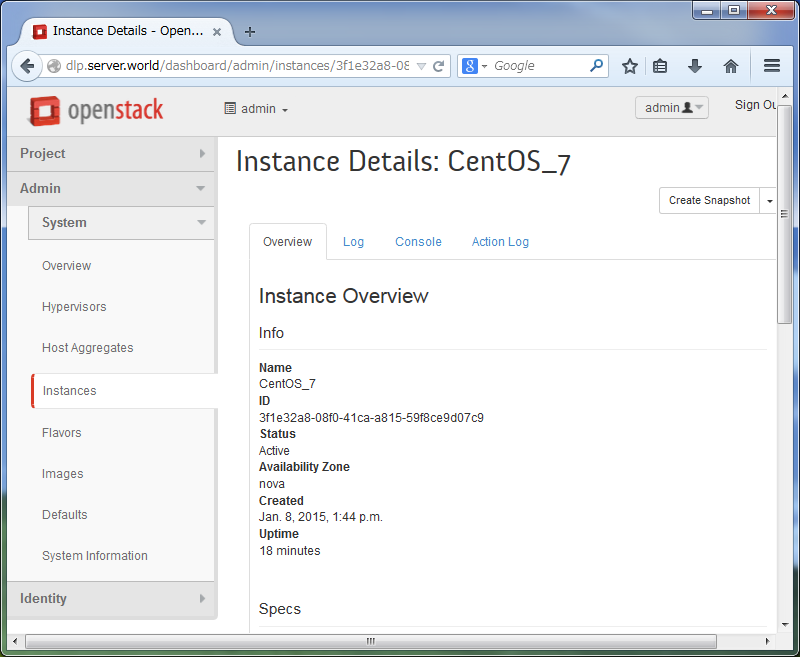 Instance Details - Open...
dlp.server.world/dashboard/admin/instances/3f1e32a8-08
Google
openstack
admin
admin
Sign Ou
Project
Admin
System
Overview
Hypervisors
Host Aggregates
Instances
Flavors
Images
Defaults
System Information
Identity
Instance Details: CentOS_7
Create Snapshot
Overview
Log
Console
Action Log
Instance Overview
Info
Name
CentOS_7
ID
3f1e32a8-08f0-41ca-a815-59f8ce9d07c9
Status
Active
Availability Zone
nova
Created
Jan. 8, 2015, 1:44 p.m.
Uptime
18 minutes
Specs